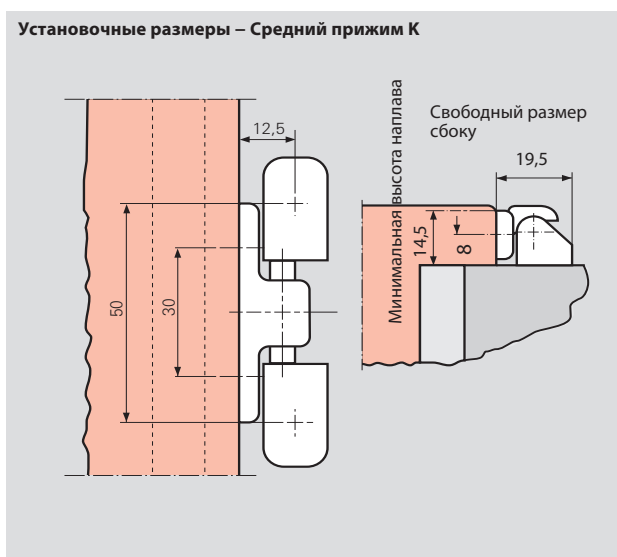 Установочные размеры – Средний прижим К
12,5
50
30
Минимальная высота наплава
Свободный размер
сбоку
19,5
14,5
8